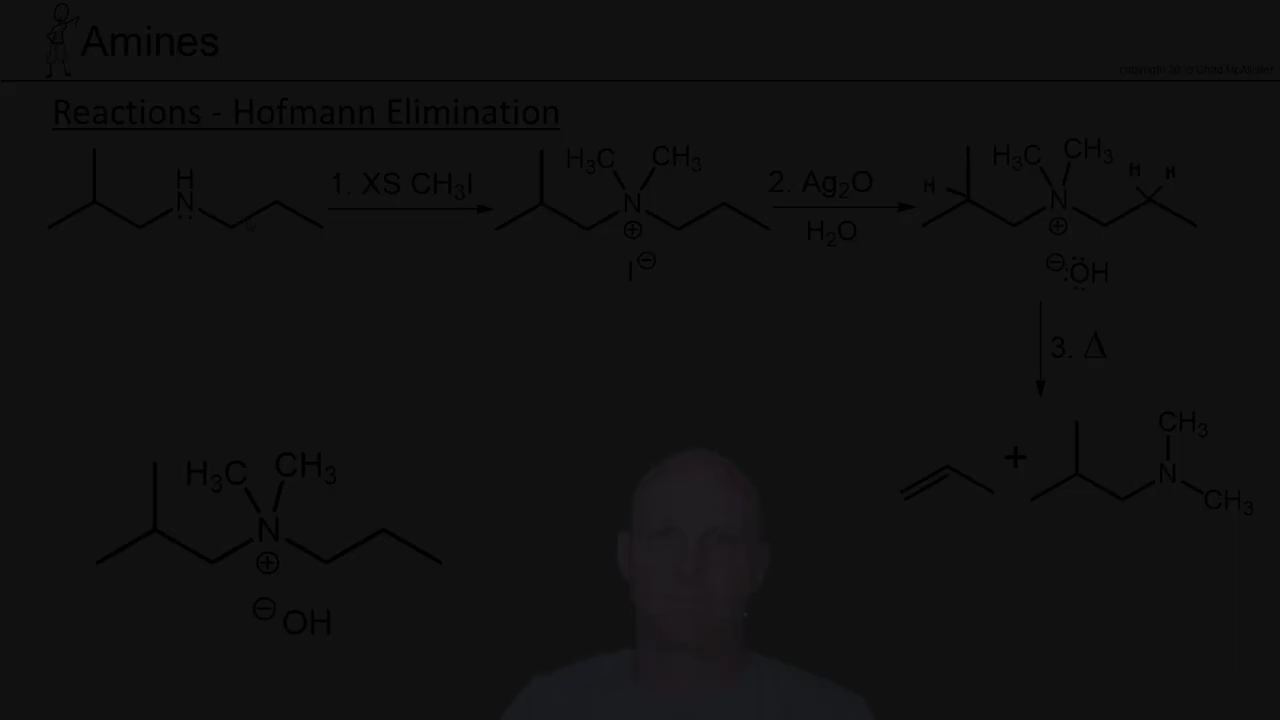 Amines
Reactions - Hofmann Elimination
H
N
1. XS CH₃I
H₃C CH₃
N
⊕
I ⊖
2. Ag₂O
H₂O
H₃C CH₃
H
N
H H
⊕
⊖ :ÖH
3. Δ
+
CH₃
N
CH₃
H₃C CH₃
N
⊕
⊖ OH